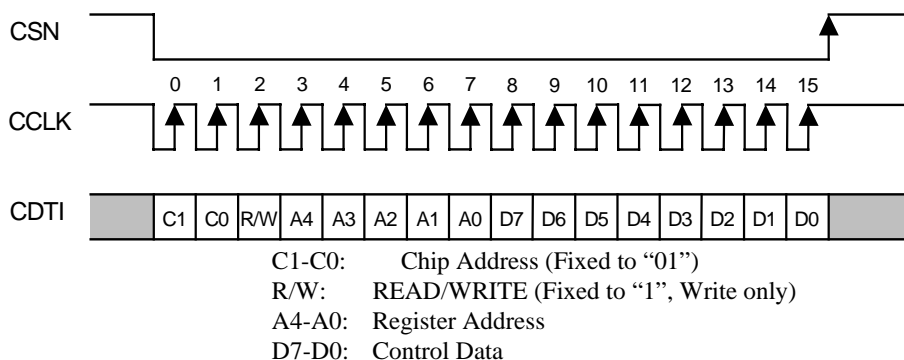 CSN
0 1 2 3 4 5 6 7 8 9 10 11 12 13 14 15
CCLK
CDTI C1 C0 R/W A4 A3 A2 A1 A0 D7 D6 D5 D4 D3 D2 D1 D0
C1-C0: Chip Address (Fixed to “01”)
R/W: READ/WRITE (Fixed to “1”, Write only)
A4-A0: Register Address
D7-D0: Control Data